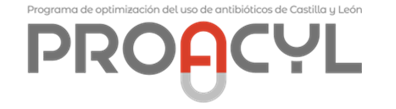 Programa de optimización del uso de antibióticos de Castilla y León
PROACYL